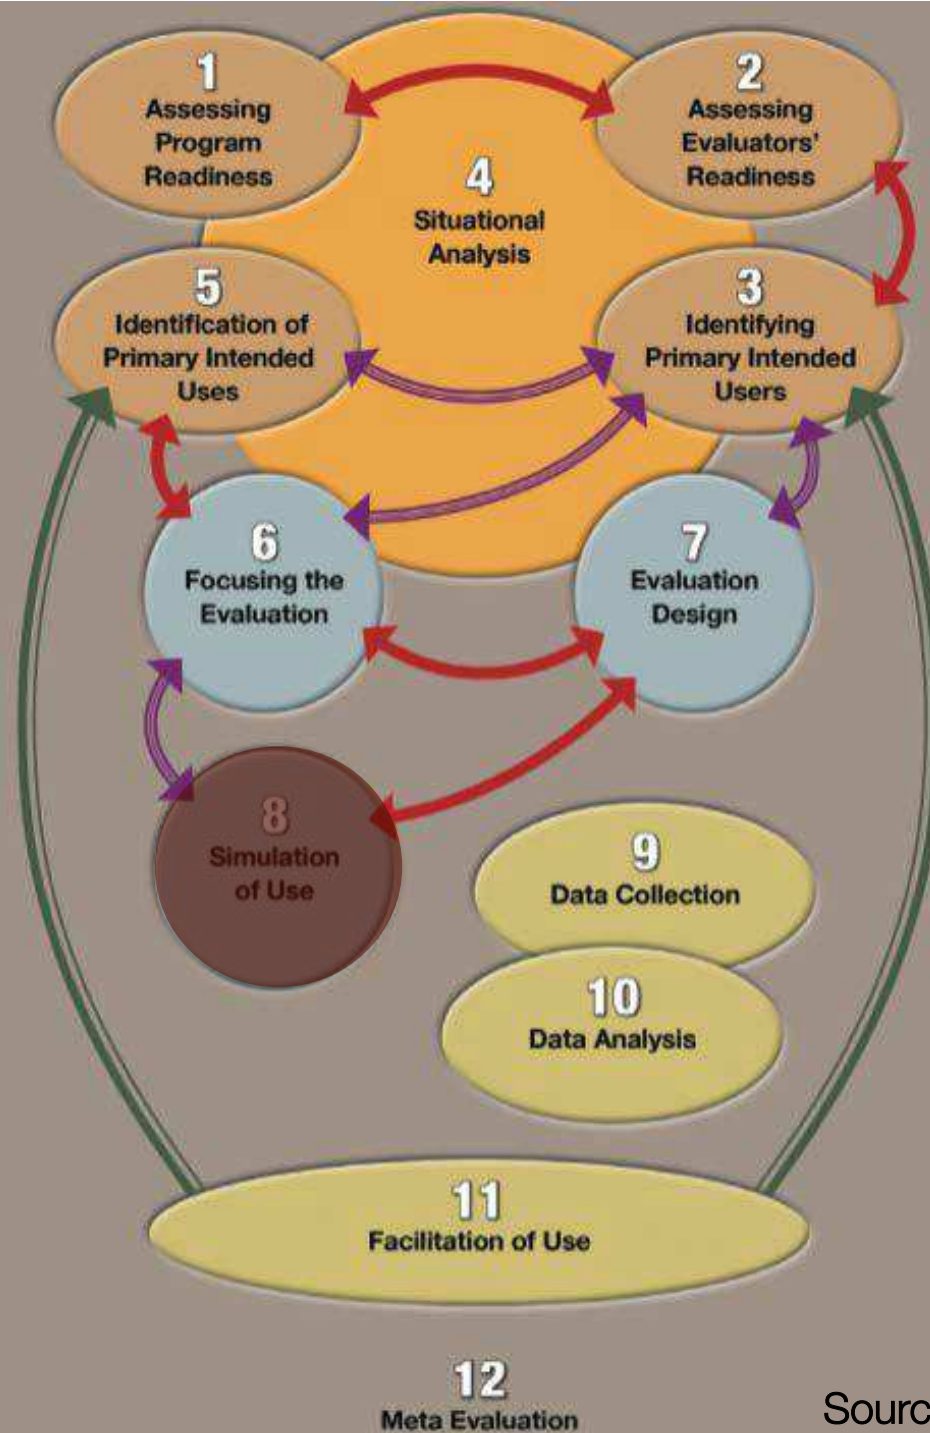 1
Assessing
Program
Readiness
2
Assessing
Evaluators'
Readiness
4
Situational
Analysis
5
Identification of
Primary Intended
Uses
3
Identifying
Primary Intended
Users
6
Focusing the
Evaluation
7
Evaluation
Design
8
Simulation
of Use
9
Data Collection
10
Data Analysis
11
Facilitation of Use
12
Meta Evaluation
Sourc